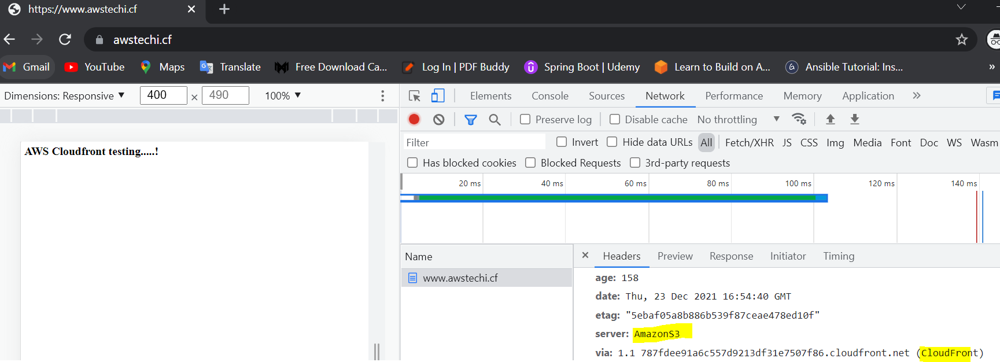 https://www.awstechi.cf
awstechi.cf
Gmail YouTube Maps Translate Free Download Ca... Log In | PDF Buddy Spring Boot | Udemy Learn to Build on A... Ansible Tutorial: Ins... »
Dimensions: Responsive ▼ 400 × 490 100% ▼
Elements Console Sources Network Performance Memory Application »
Preserve log Disable cache No throttling ▼
Filter Invert Hide data URLs All Fetch/XHR JS CSS Img Media Font Doc WS Wasm
Has blocked cookies Blocked Requests 3rd-party requests
AWS Cloudfront testing.....!
20 ms 40 ms 60 ms 80 ms 100 ms 120 ms 140 ms
Name
www.awstechi.cf
× Headers Preview Response Initiator Timing
age: 158
date: Thu, 23 Dec 2021 16:54:40 GMT
etag: "5ebaf05a8b886b539f87ceae478ed10f"
server: AmazonS3
via: 1.1 787fdee91a6c557d9213df31e7507f86.cloudfront.net (CloudFront)